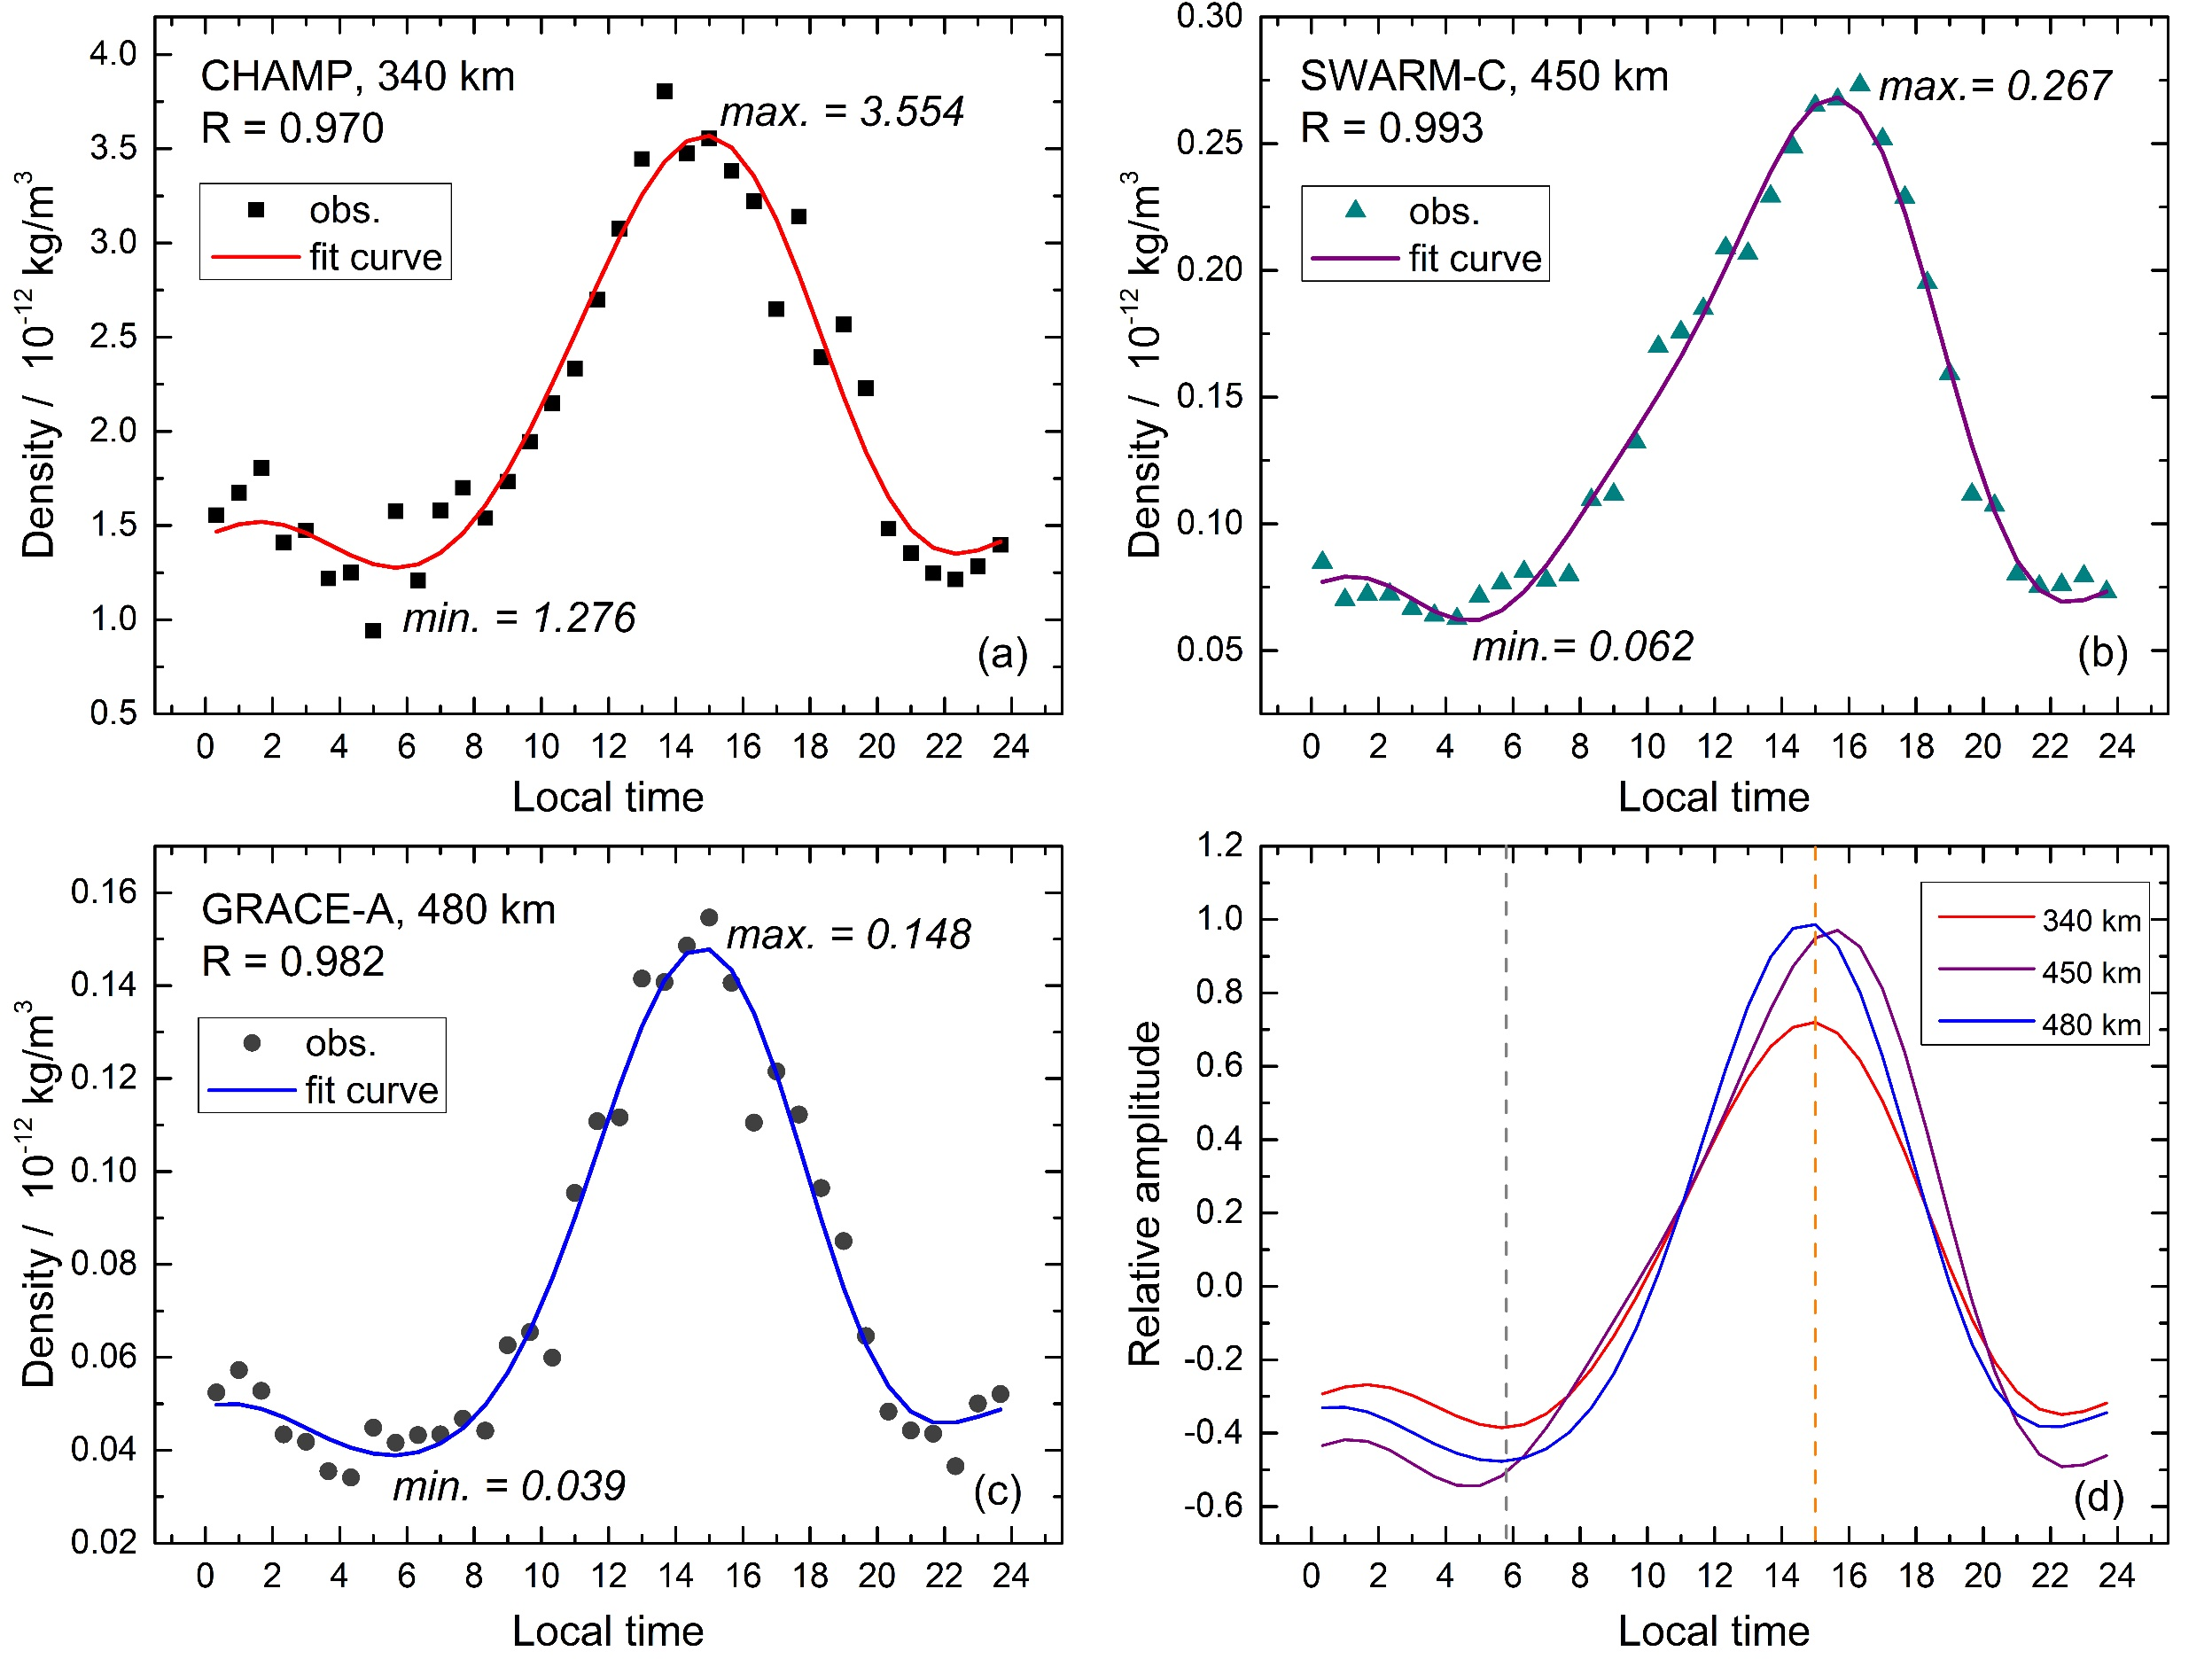 CHAMP, 340 km
R = 0.970
max. = 3.554
obs.
fit curve
min. = 1.276
(a)
4.0
3.5
3.0
2.5
2.0
1.5
1.0
0.5
Density / 10⁻¹² kg/m³
0 2 4 6 8 10 12 14 16 18 20 22 24
Local time
SWARM-C, 450 km
R = 0.993
max.= 0.267
obs.
fit curve
min.= 0.062
(b)
0.30
0.25
0.20
0.15
0.10
0.05
Density / 10⁻¹² kg/m³
0 2 4 6 8 10 12 14 16 18 20 22 24
Local time
GRACE-A, 480 km
R = 0.982
max. = 0.148
obs.
fit curve
min. = 0.039
(c)
0.16
0.14
0.12
0.10
0.08
0.06
0.04
0.02
Density / 10⁻¹² kg/m³
0 2 4 6 8 10 12 14 16 18 20 22 24
Local time
340 km
450 km
480 km
(d)
1.2
1.0
0.8
0.6
0.4
0.2
0.0
-0.2
-0.4
-0.6
Relative amplitude
0 2 4 6 8 10 12 14 16 18 20 22 24
Local time